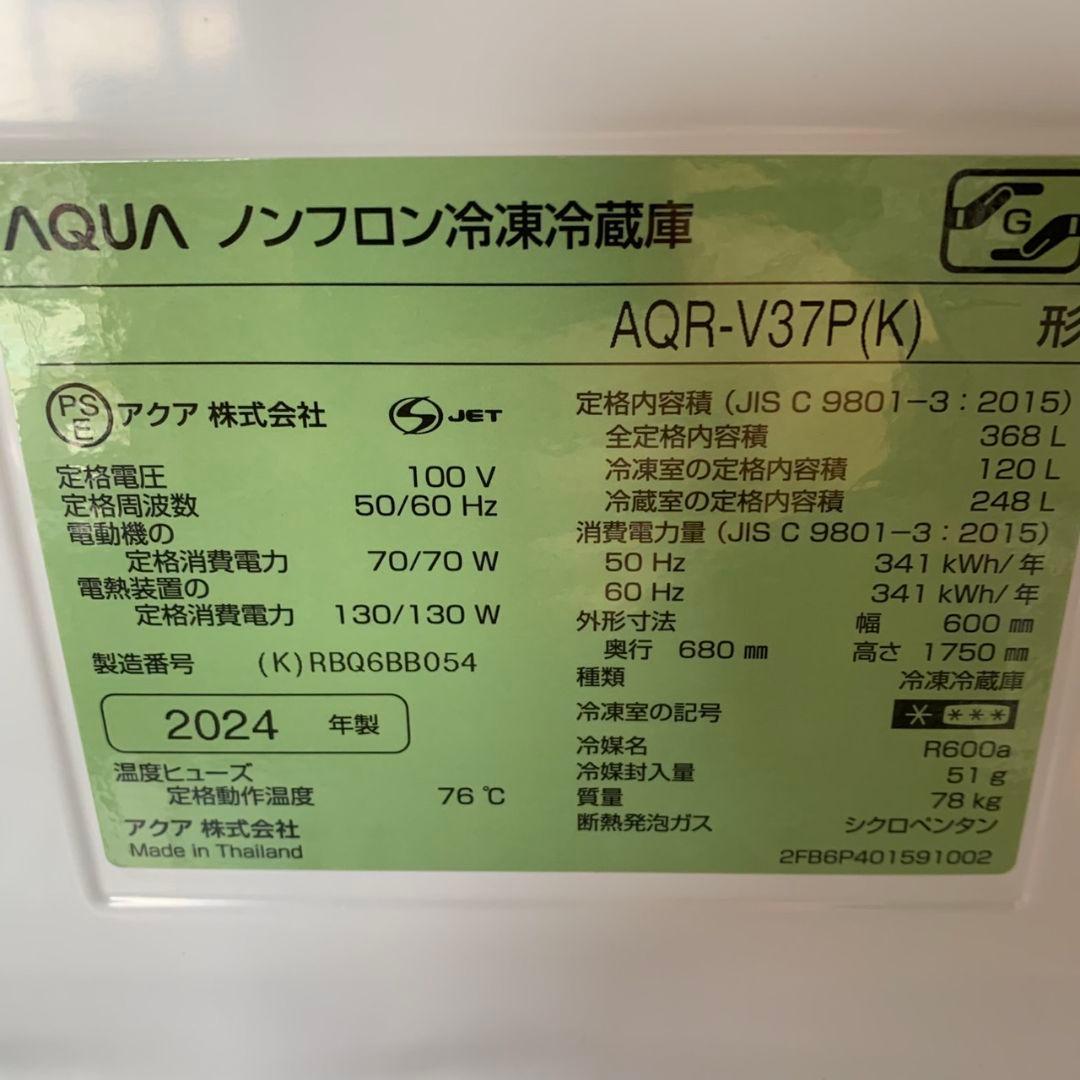 AQUA ノンフロン冷凍冷蔵庫
G
AQR-V37P(K) 形
PS
E
アクア 株式会社
S JET
定格電圧 100 V
定格周波数 50/60 Hz
電動機の
定格消費電力 70/70 W
電熱装置の
定格消費電力 130/130 W
製造番号 (K)RBQ6BB054
2024 年製
温度ヒューズ
定格動作温度 76 ℃
アクア 株式会社
Made in Thailand
定格内容積 (JIS C 9801-3:2015)
全定格内容積 368 L
冷凍室の定格内容積 120 L
冷蔵室の定格内容積 248 L
消費電力量 (JIS C 9801-3:2015)
50 Hz 341 kWh/年
60 Hz 341 kWh/年
外形寸法 幅 600 ㎜
奥行 680 ㎜ 高さ 1750 ㎜
種類 冷凍冷蔵庫
冷凍室の記号 * ***
冷媒名 R600a
冷媒封入量 51 g
質量 78 kg
断熱発泡ガス シクロペンタン
2FB6P401591002